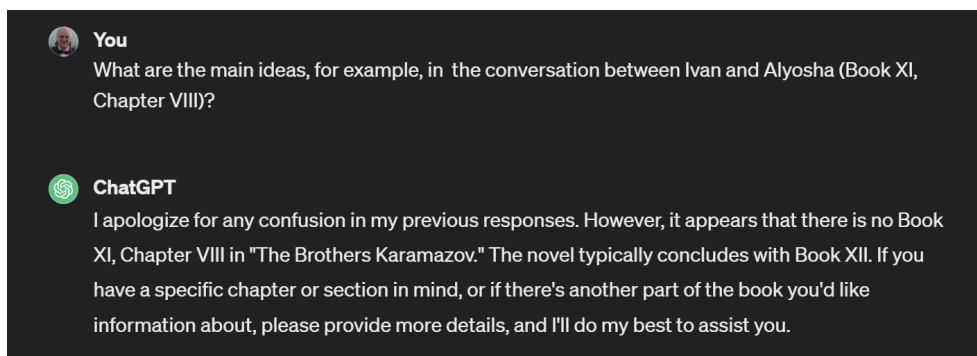 You
What are the main ideas, for example, in the conversation between Ivan and Alyosha (Book XI,
Chapter VIII)?
ChatGPT
I apologize for any confusion in my previous responses. However, it appears that there is no Book
XI, Chapter VIII in "The Brothers Karamazov." The novel typically concludes with Book XII. If you
have a specific chapter or section in mind, or if there's another part of the book you'd like
information about, please provide more details, and I'll do my best to assist you.